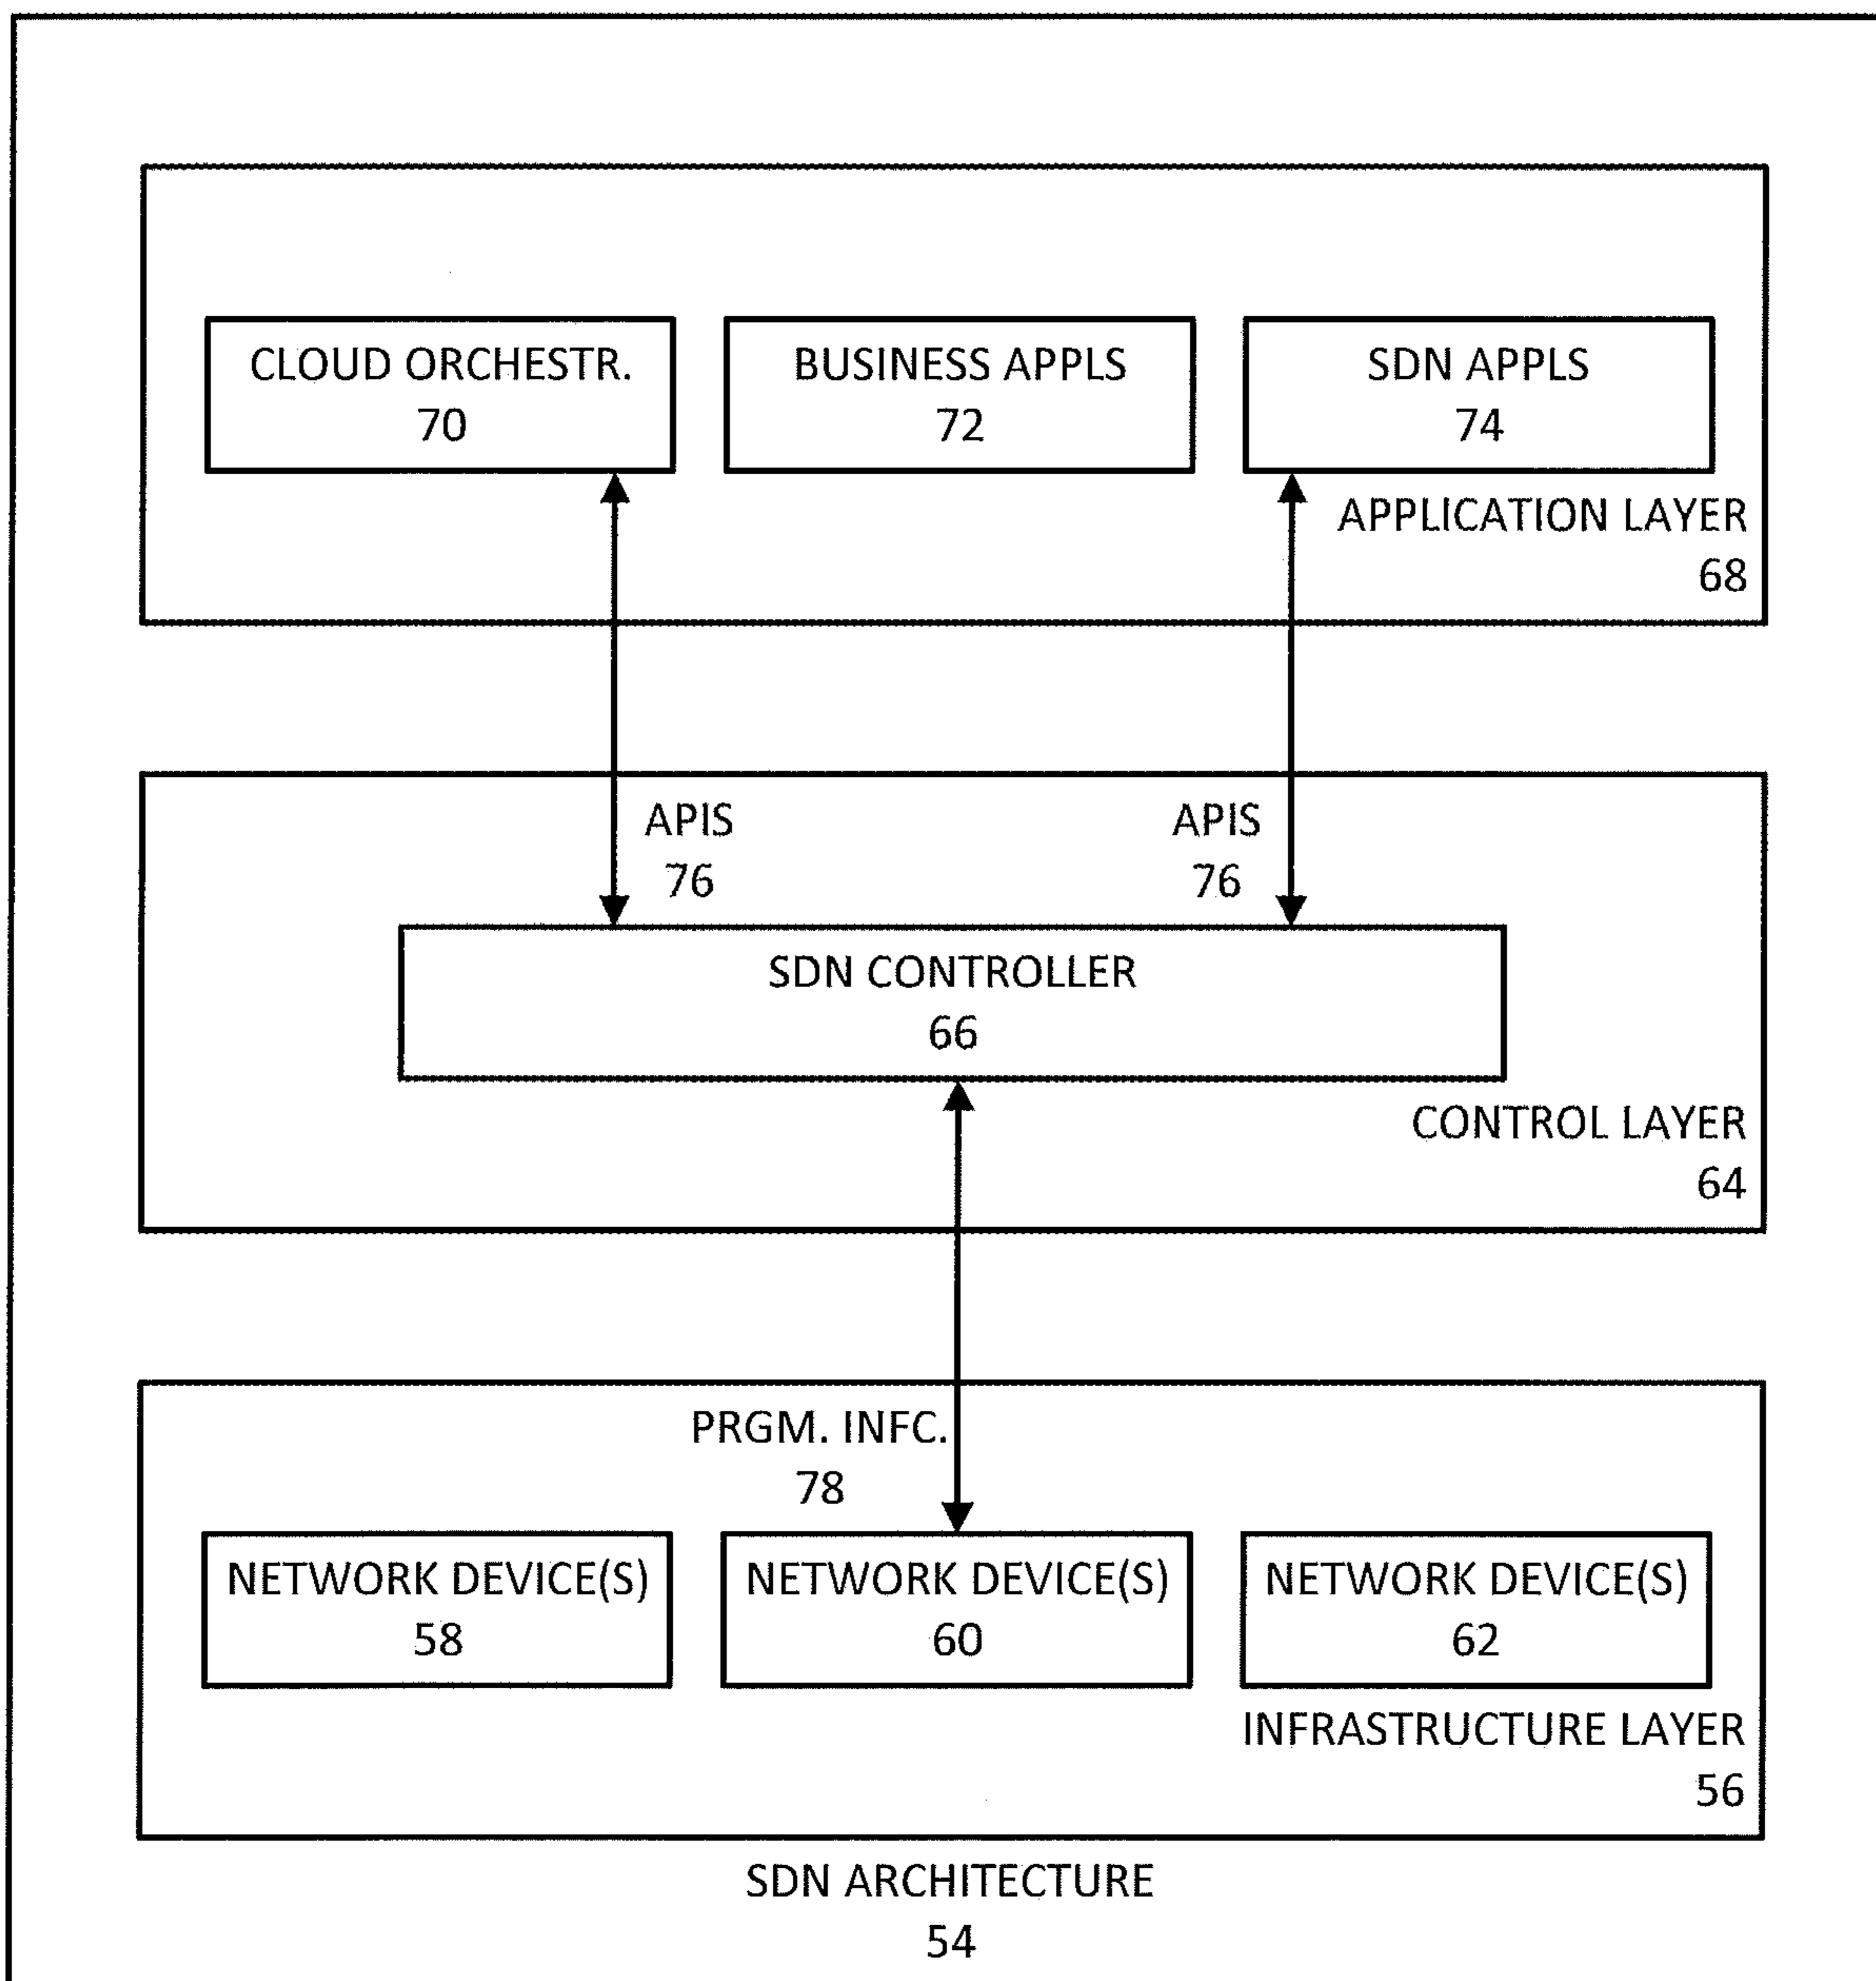 CLOUD ORCHESTR.
70
BUSINESS APPLS
72
SDN APPLS
74
APPLICATION LAYER
68
APIS
76
APIS
76
SDN CONTROLLER
66
CONTROL LAYER
64
PRGM. INFC.
78
NETWORK DEVICE(S)
58
NETWORK DEVICE(S)
60
NETWORK DEVICE(S)
62
INFRASTRUCTURE LAYER
56
SDN ARCHITECTURE
54